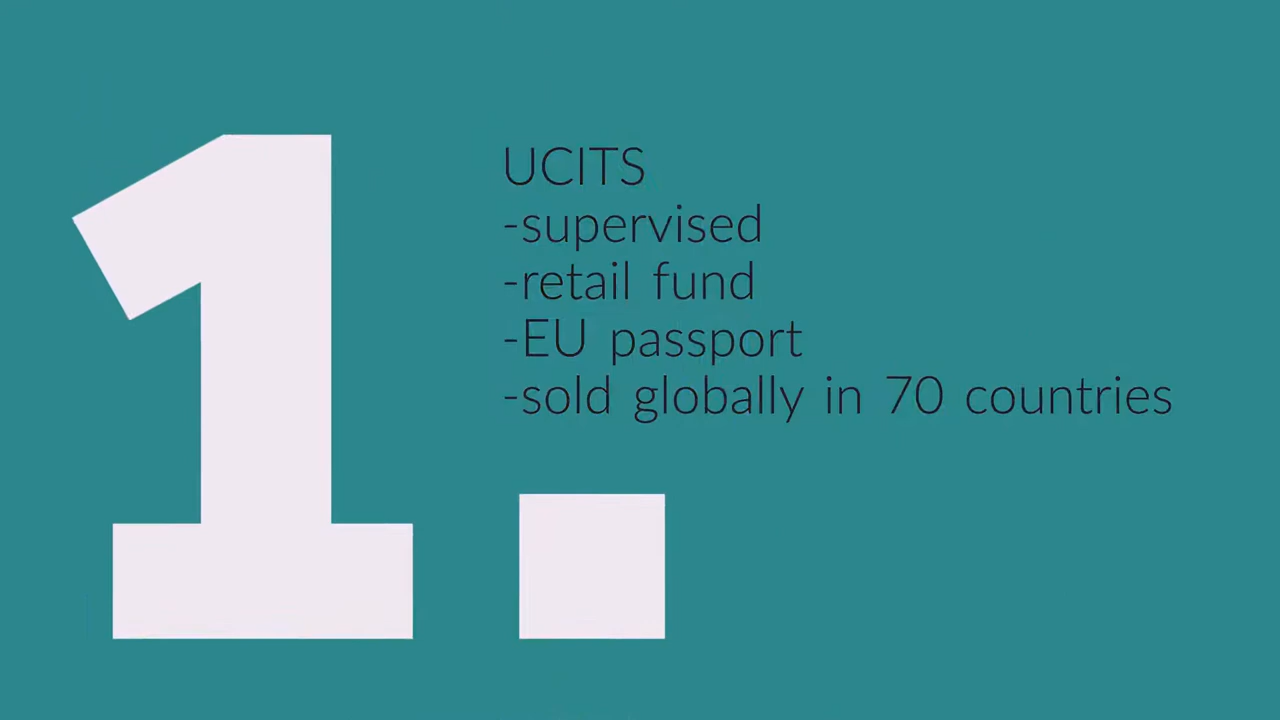 1.
UCITS
-supervised
-retail fund
-EU passport
-sold globally in 70 countries